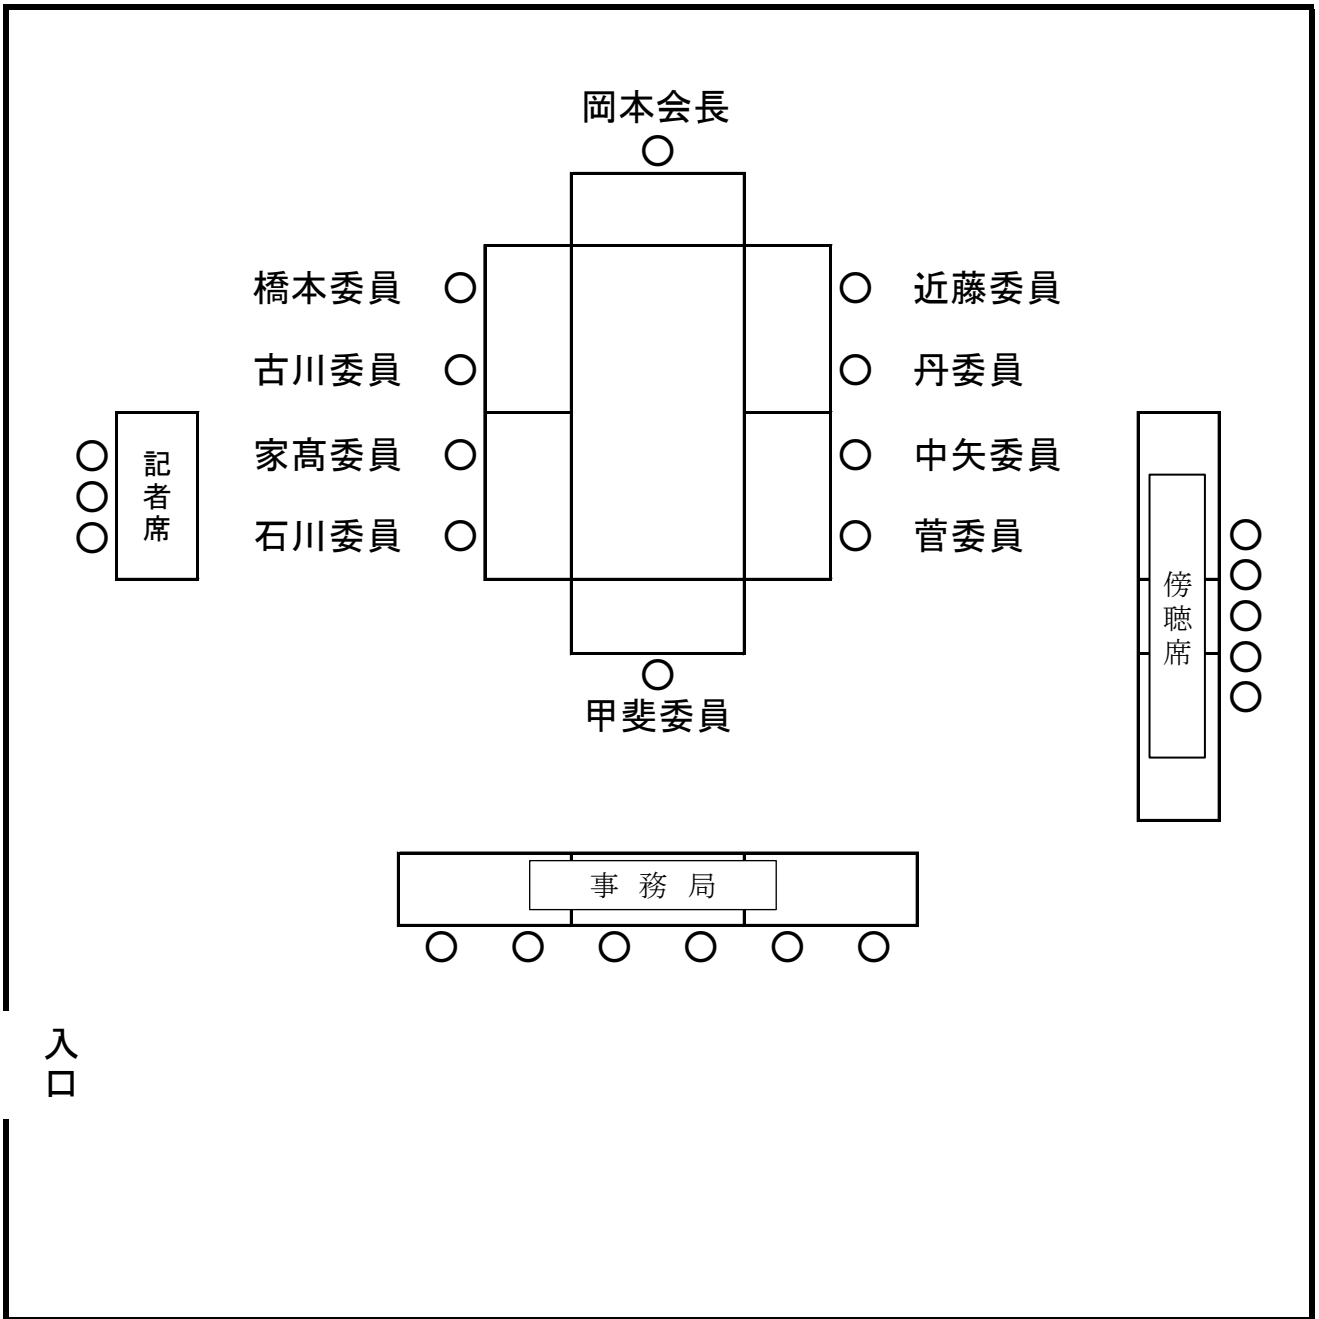 岡本会長
橋本委員
近藤委員
古川委員
丹委員
家髙委員
中矢委員
石川委員
菅委員
記者席
傍聴席
甲斐委員
事務局
入口